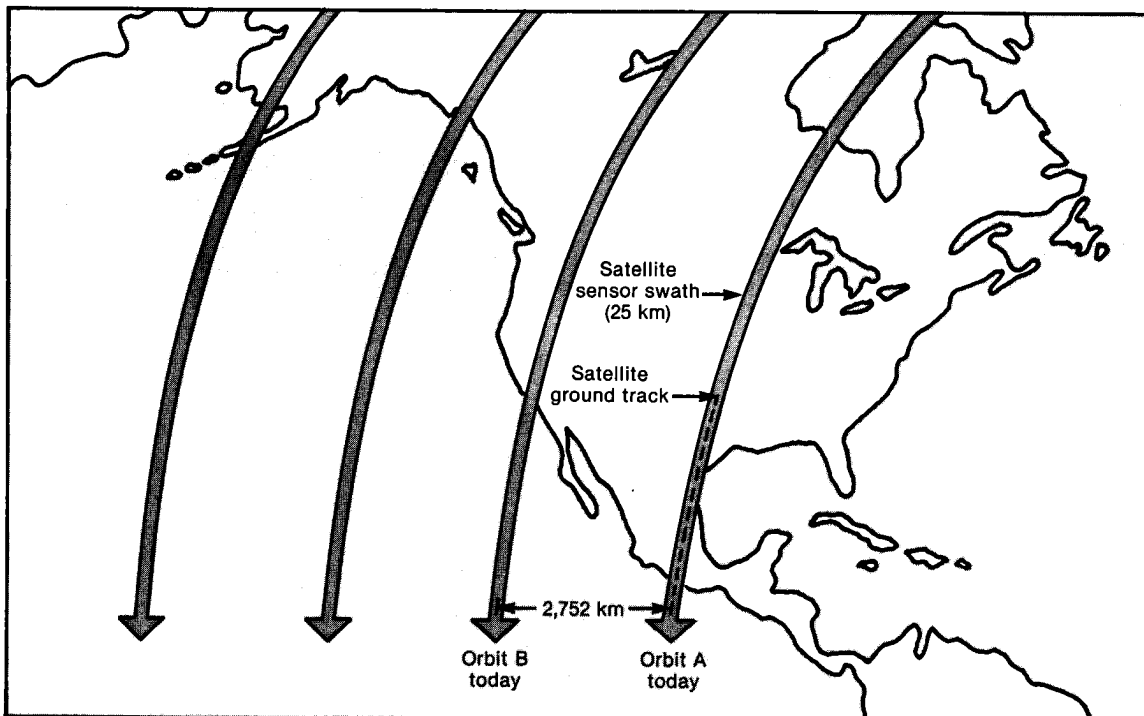 Satellite
sensor swath
(25 km)
Satellite
ground track
2,752 km
Orbit B
today
Orbit A
today